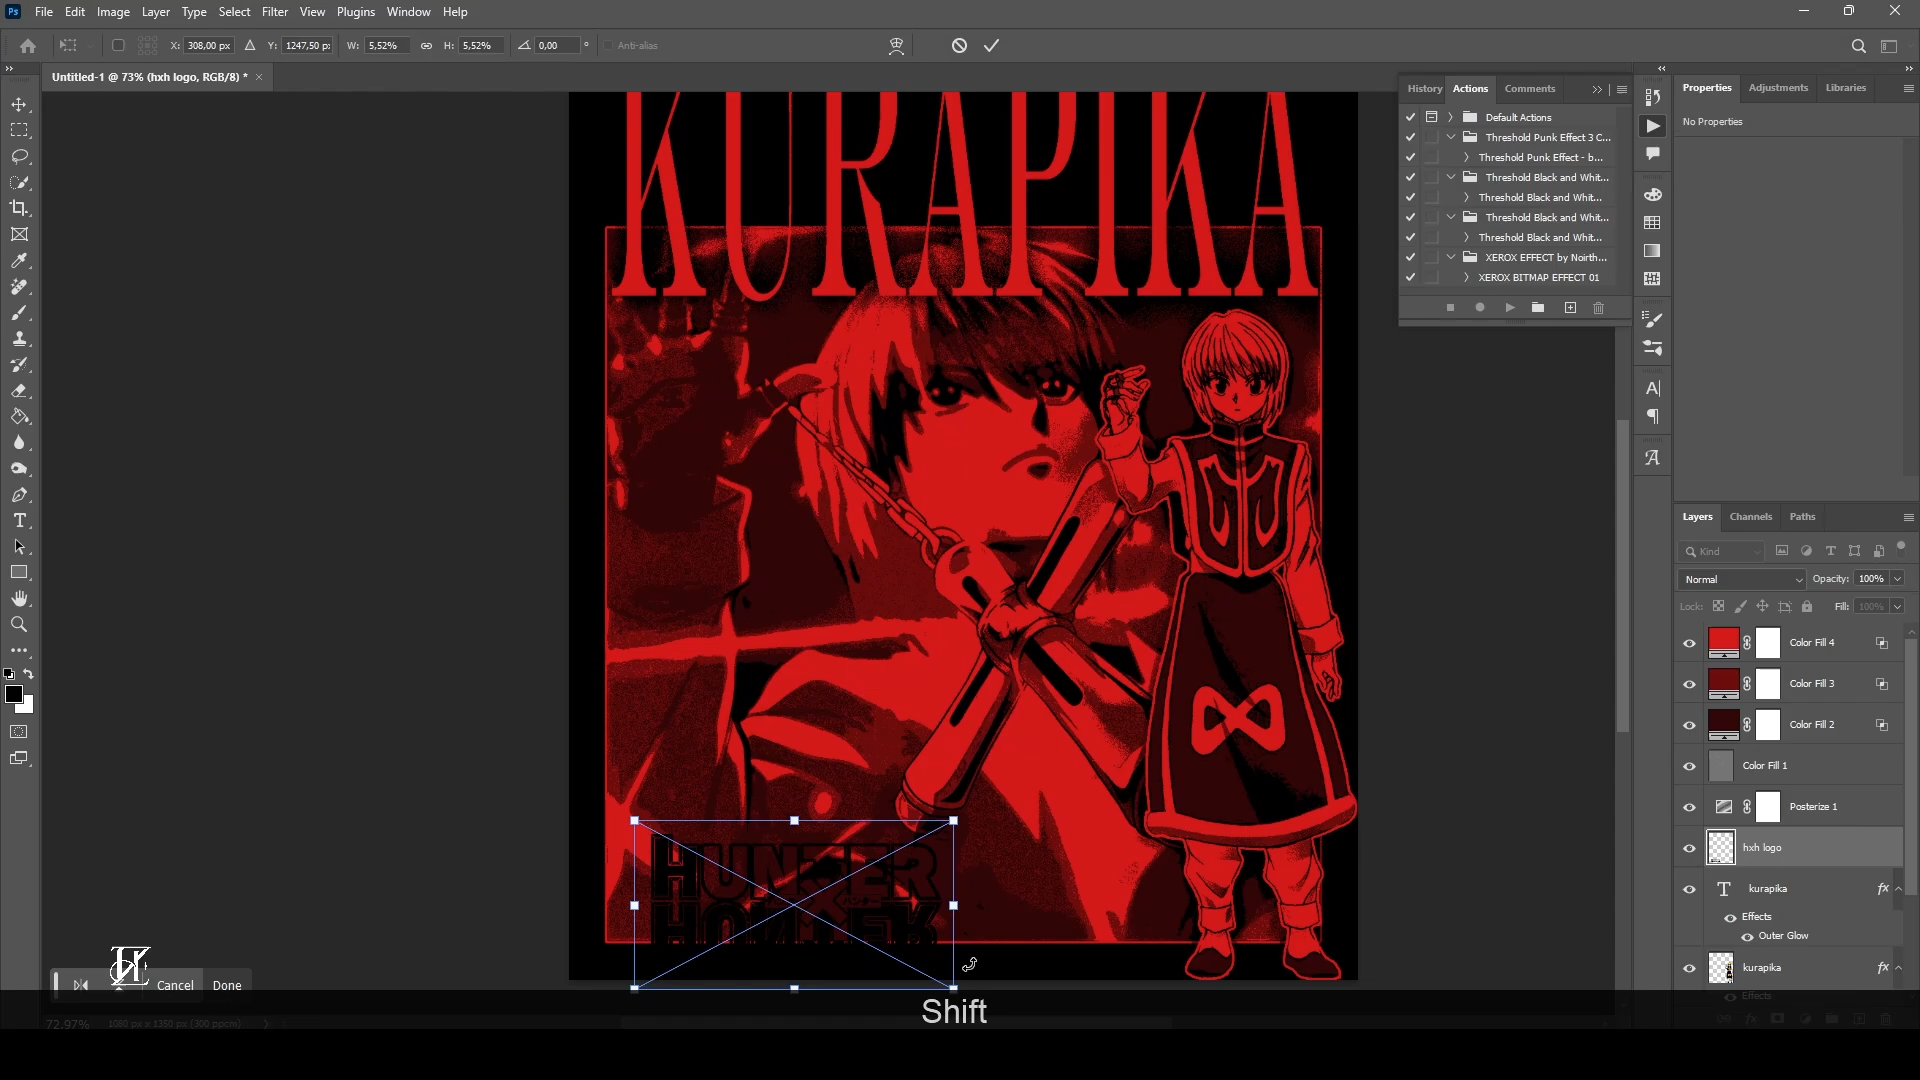 Ps File Edit Image Layer Type Select Filter View Plugins Window Help
X: 308,00 px Y: 1247,50 p: W: 5,52% H: 5,52% 0,00 ° Anti-alias
Untitled-1 @ 73% (hxh logo, RGB/8) * ×
KURAPIKA
HUNTER
HUNTER
History Actions Comments
Default Actions
Threshold Punk Effect 3 C...
Threshold Punk Effect - b...
Threshold Black and Whit...
Threshold Black and Whit...
Threshold Black and Whit...
Threshold Black and Whit...
XEROX EFFECT by Noirth...
XEROX BITMAP EFFECT 01
Properties Adjustments Libraries
No Properties
Layers Channels Paths
Kind
Normal Opacity: 100%
Lock: Fill: 100%
Color Fill 4
Color Fill 3
Color Fill 2
Color Fill 1
Posterize 1
hxh logo
T kurapika fx
Effects
Outer Glow
kurapika fx
Effects
Cancel Done
Shift
72.97% 1080 px x 1350 px (300 ppcm)